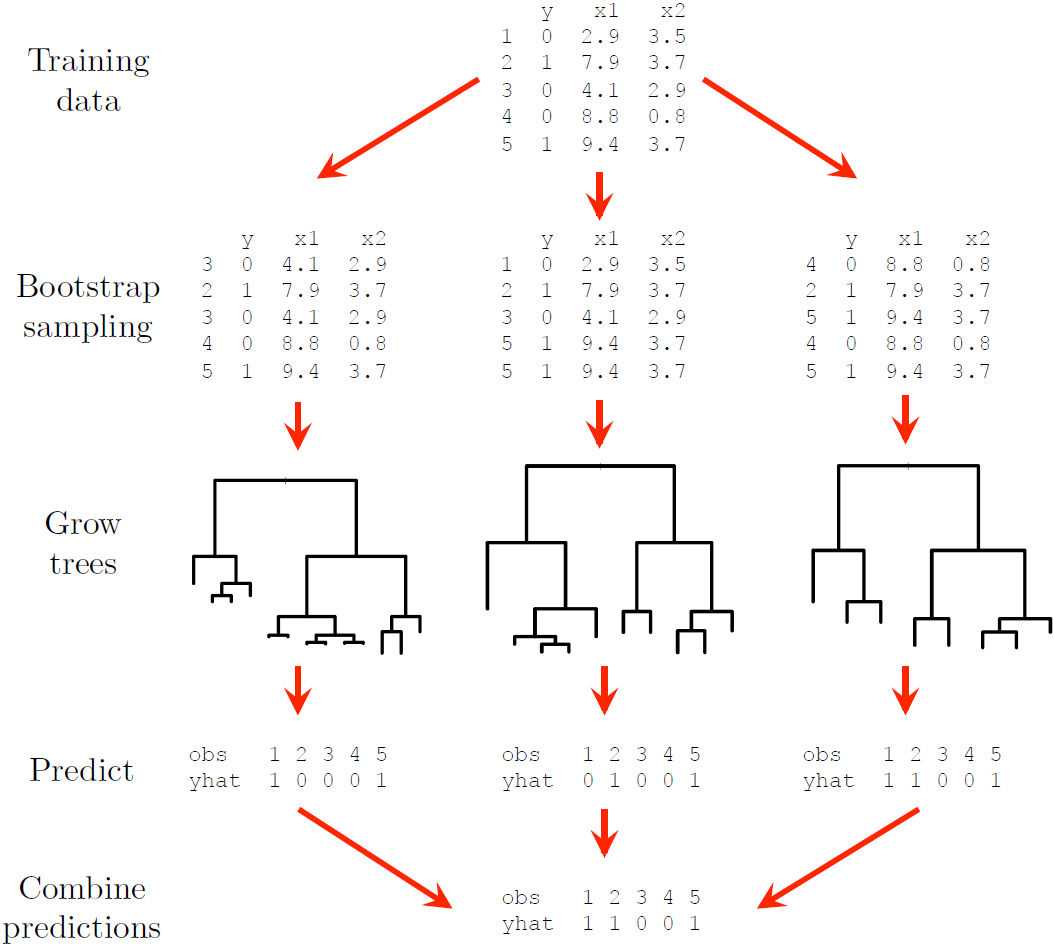 Training
data
y x1 x2
1 0 2.9 3.5
2 1 7.9 3.7
3 0 4.1 2.9
4 0 8.8 0.8
5 1 9.4 3.7
Bootstrap
sampling
y x1 x2
3 0 4.1 2.9
2 1 7.9 3.7
3 0 4.1 2.9
4 0 8.8 0.8
5 1 9.4 3.7
y x1 x2
1 0 2.9 3.5
2 1 7.9 3.7
3 0 4.1 2.9
5 1 9.4 3.7
5 1 9.4 3.7
y x1 x2
4 0 8.8 0.8
2 1 7.9 3.7
5 1 9.4 3.7
4 0 8.8 0.8
5 1 9.4 3.7
Grow
trees
Predict
obs 1 2 3 4 5
yhat 1 0 0 0 1
obs 1 2 3 4 5
yhat 0 1 0 0 1
obs 1 2 3 4 5
yhat 1 1 0 0 1
Combine
predictions
obs 1 2 3 4 5
yhat 1 1 0 0 1